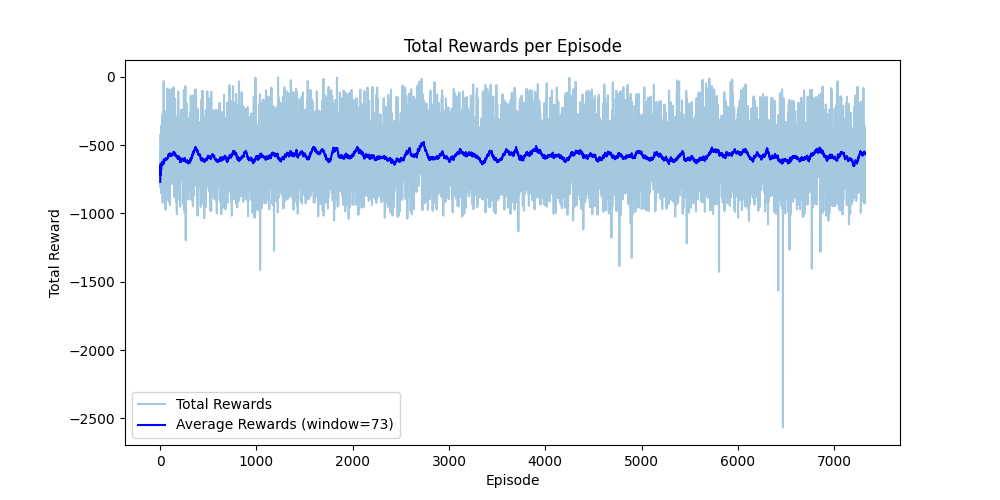 Total Rewards per Episode
Total Reward
0
−500
−1000
−1500
−2000
−2500
Total Rewards
Average Rewards (window=73)
0 1000 2000 3000 4000 5000 6000 7000
Episode